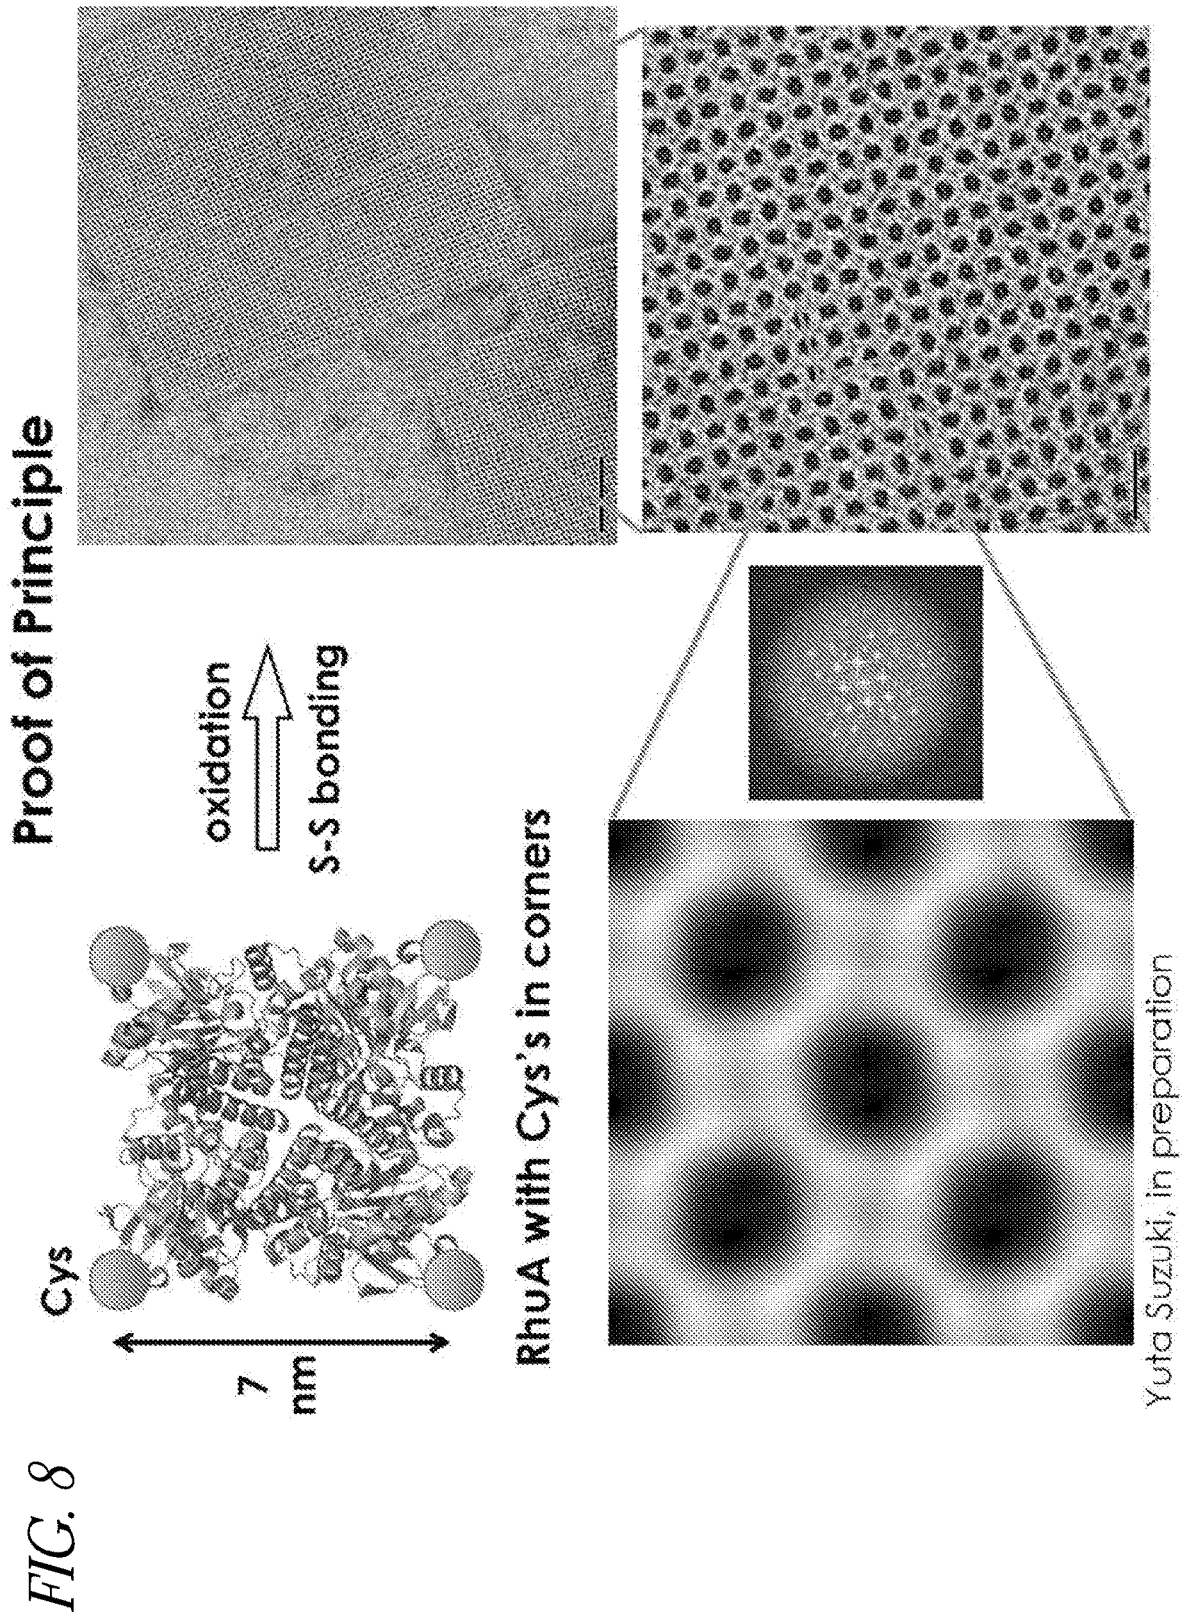 FIG. 8
Proof of Principle
Cys
7
nm
oxidation
S-S bonding
RhuA with Cys's in corners
Yuta Suzuki, in preparation